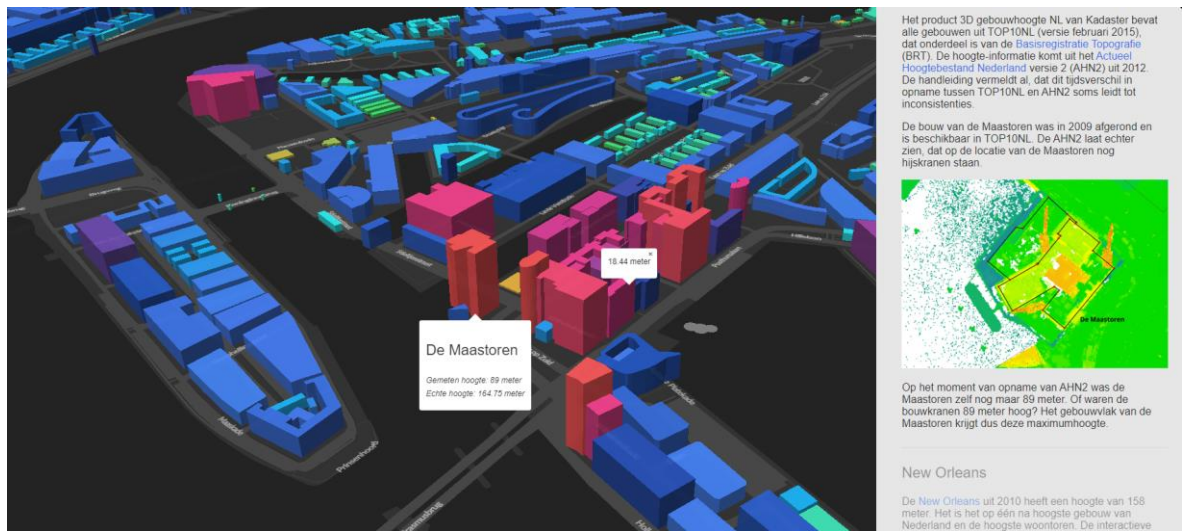 18.44 meter
De Maastoren
Gemeten hoogte: 89 meter
Echte hoogte: 164.75 meter
Maaskade
Prinsenhoofd
Het product 3D gebouwhoogte NL van Kadaster bevat
alle gebouwen uit TOP10NL (versie februari 2015),
dat onderdeel is van de Basisregistratie Topografie
(BRT). De hoogte-informatie komt uit het Actueel
Hoogtebestand Nederland versie 2 (AHN2) uit 2012.
De handleiding vermeldt al, dat dit tijdsverschil in
opname tussen TOP10NL en AHN2 soms leidt tot
inconsistenties.
De bouw van de Maastoren was in 2009 afgerond en
is beschikbaar in TOP10NL. De AHN2 laat echter
zien, dat op de locatie van de Maastoren nog
hijskranen staan.
De Maastoren
Op het moment van opname van AHN2 was de
Maastoren zelf nog maar 89 meter. Of waren de
bouwkranen 89 meter hoog? Het gebouwvlak van de
Maastoren krijgt dus deze maximumhoogte.
New Orleans
De New Orleans uit 2010 heeft een hoogte van 158
meter. Het is het op één na hoogste gebouw van
Nederland en de hoogste woontoren. De interactieve